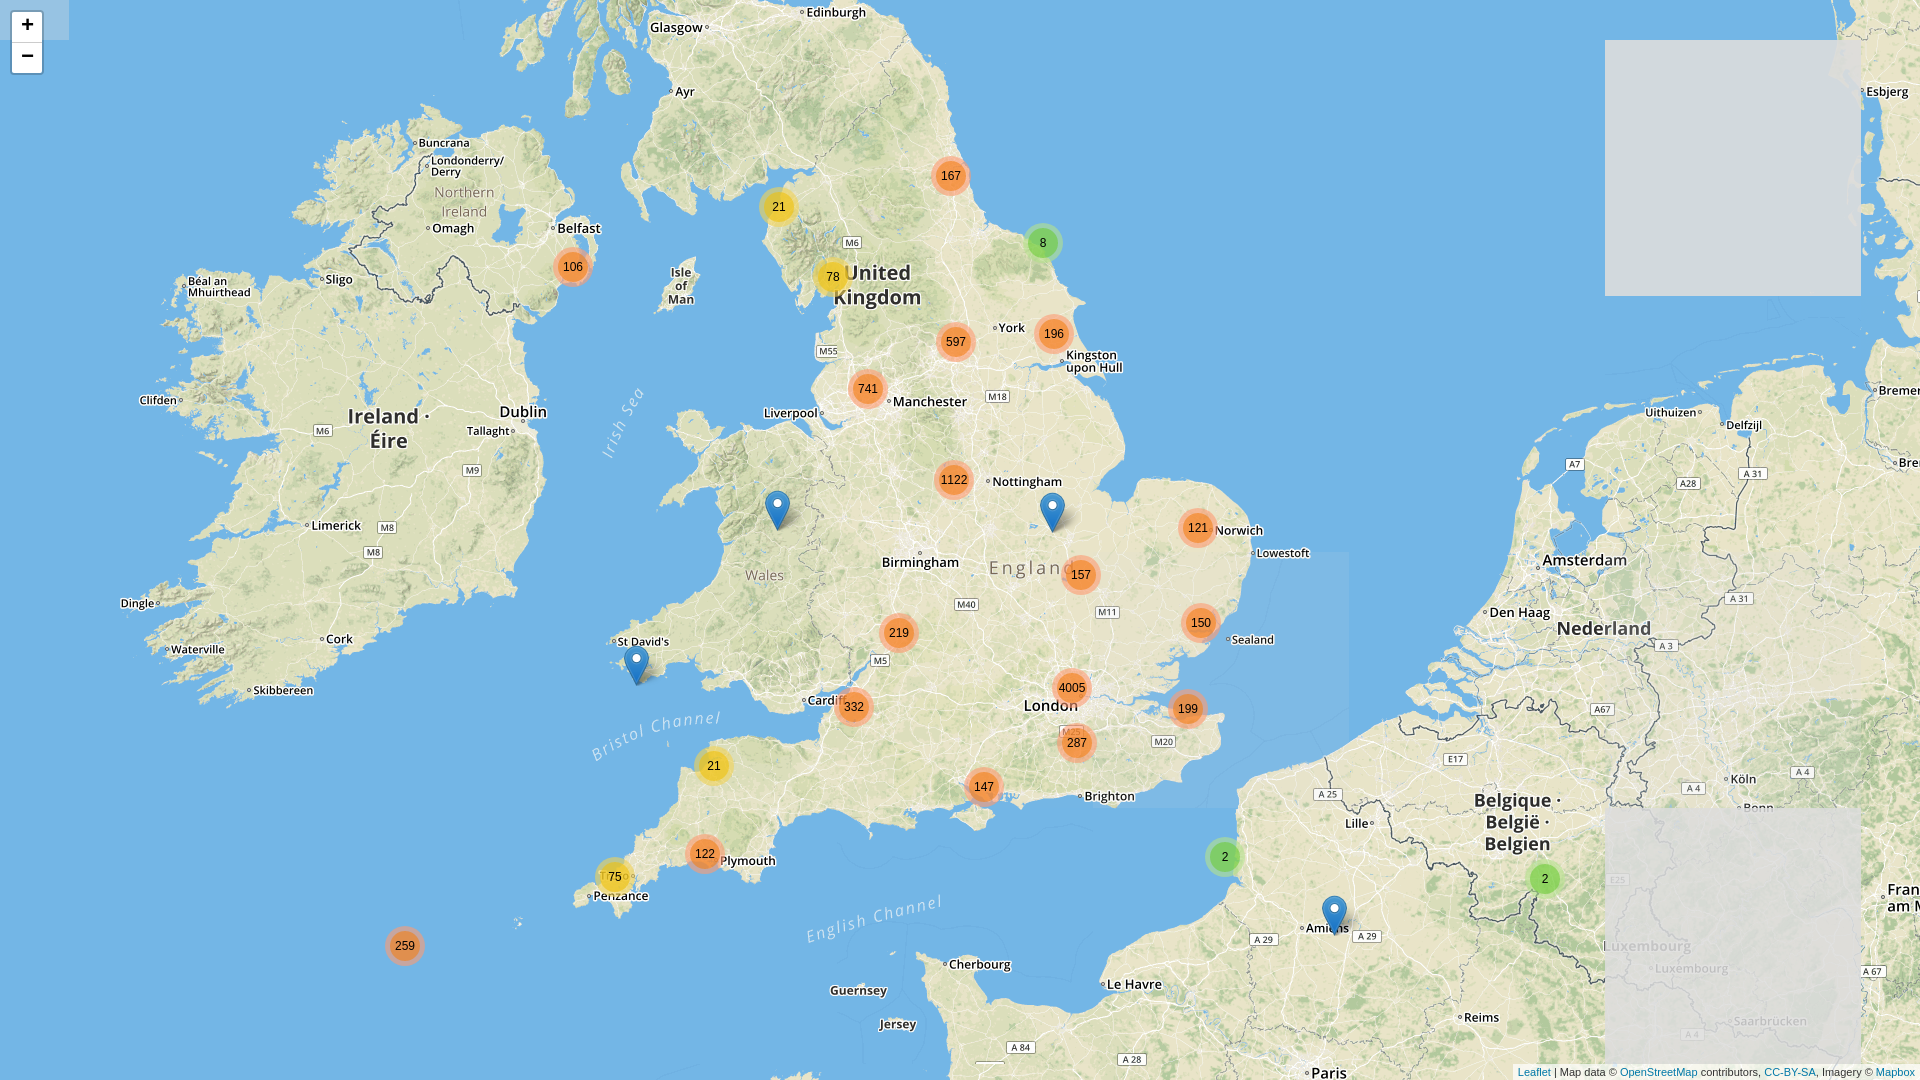 +
−
Glasgow
Edinburgh
Ayr
Esbjerg
Buncrana
Londonderry/
Derry
Northern
Ireland
Omagh
Belfast
106
167
21
8
M6
78
United
Kingdom
Isle
of
Man
Béal an
Mhuirthead
Sligo
York
196
597
M55
Kingston
upon Hull
741
Manchester
M18
Liverpool
Clifden
Ireland ·
Éire
Dublin
Tallaght
M6
M9
Irish Sea
Uithuizen
Delfzijl
Bremer
Bre
A7
A 31
A28
1122
Nottingham
Limerick
M8
M8
121
Norwich
Lowestoft
Birmingham
England
157
Wales
Amsterdam
Dingle
M40
M11
Den Haag
A 31
150
Nederland
219
Cork
St David's
Sealand
Waterville
M5
A 3
Skibbereen
4005
London
Cardiff
332
199
A67
Bristol Channel
M25
287
M20
E17
21
147
Brighton
A 25
Köln
A 4
A 4
Bonn
Belgique ·
België ·
Belgien
Lille
122
Plymouth
2
2
75
Penzance
E25
Fran
am M
English Channel
259
Amiens
A 29
A 29
Luxembourg
Luxembourg
A 67
Cherbourg
Le Havre
Guernsey
Jersey
Reims
Saarbrücken
A 4
A 84
A 28
Paris
Leaflet | Map data © OpenStreetMap contributors, CC-BY-SA, Imagery © Mapbox